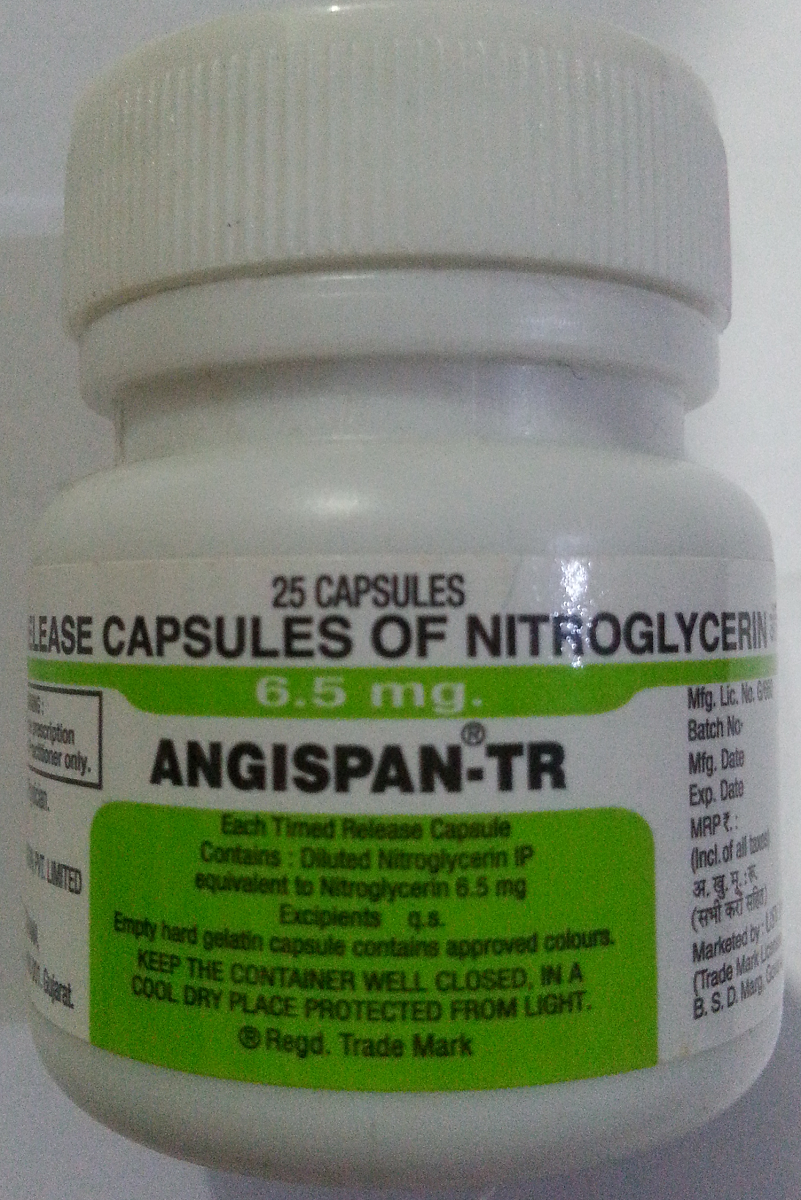 25 CAPSULES
LEASE CAPSULES OF NITROGLYCERIN
6.5 mg.
ANGISPAN-TR®
Each Timed Release Capsule
Contains : Diluted Nitroglycerin IP
equivalent to Nitroglycerin 6.5 mg
Excipients q.s.
Empty hard gelatin capsule contains approved colours.
KEEP THE CONTAINER WELL CLOSED, IN A
COOL DRY PLACE PROTECTED FROM LIGHT.
® Regd. Trade Mark
prescription
only.
PVT. LIMITED
Gujarat.
Mfg. Lic. No.
Batch No.
Mfg. Date
Exp. Date
MRP ₹ :
(Incl. of all taxes)
अ. खु. मू. : रू.
(सभी करों सहित)
Marketed by :
(Trade Mark
B. S. D. Marg,